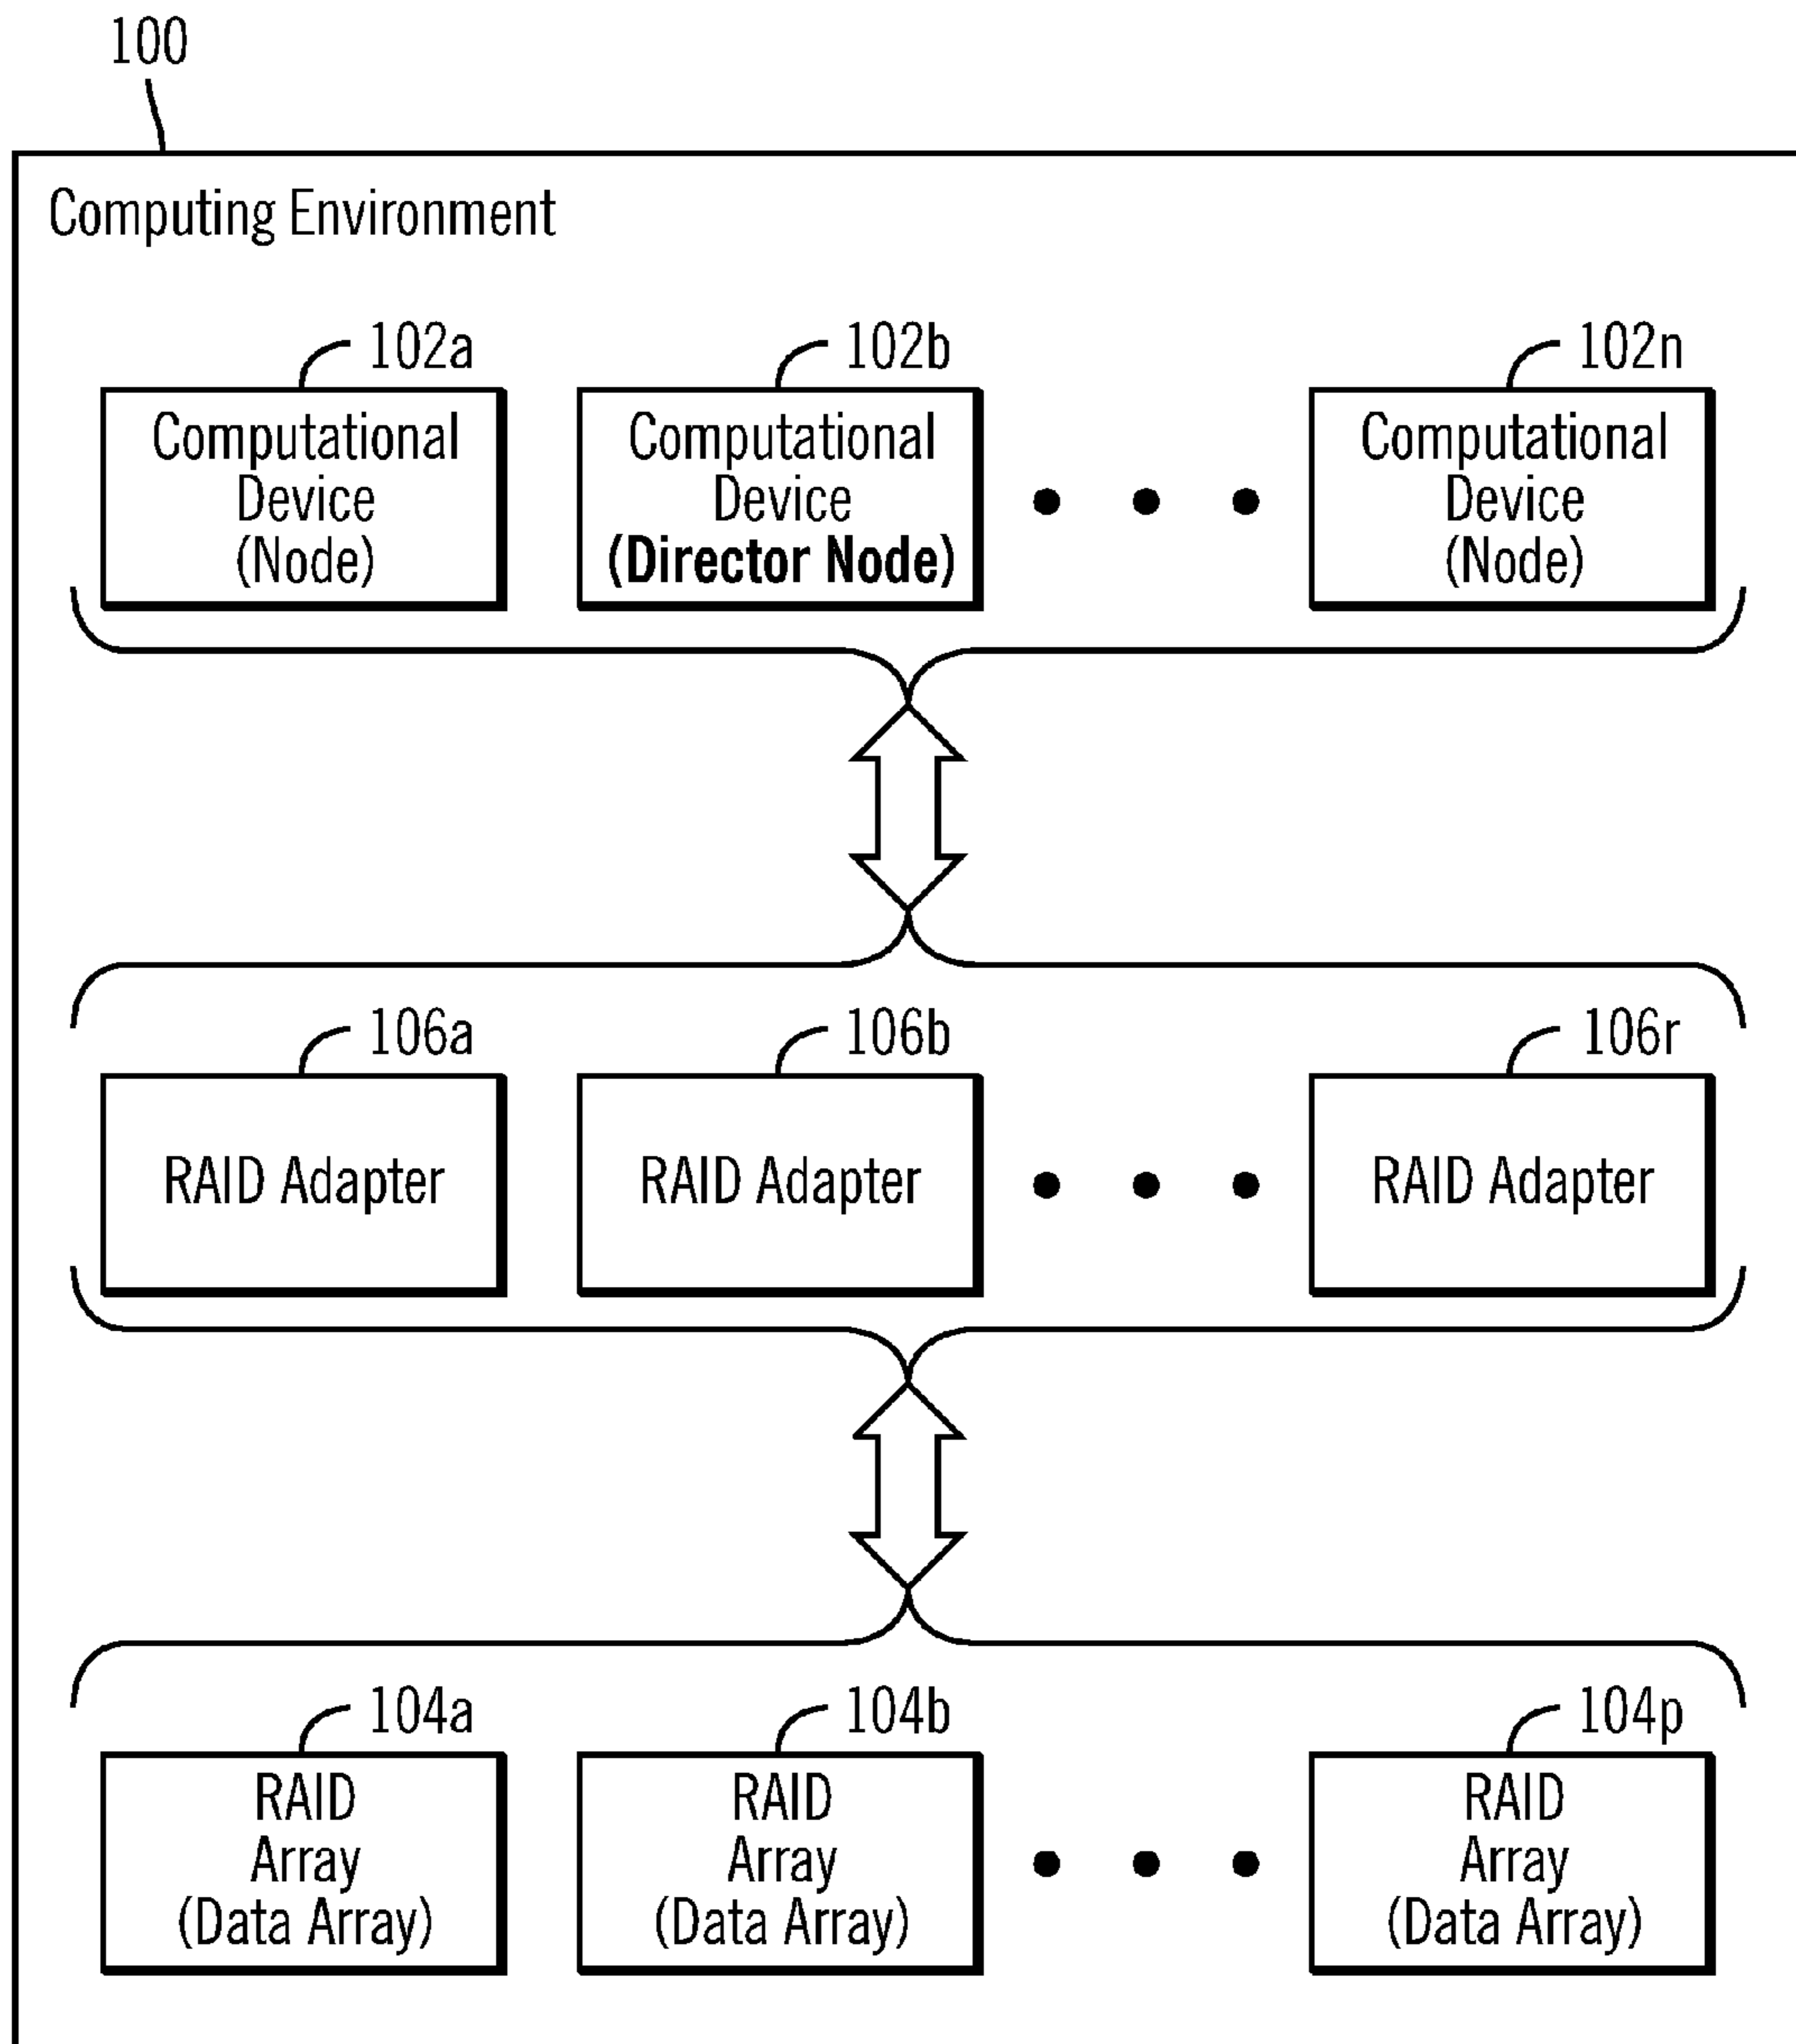 100
Computing Environment
102a
102b
102n
Computational
Device
(Node)
Computational
Device
(Director Node)
Computational
Device
(Node)
106a
106b
106r
RAID Adapter
RAID Adapter
RAID Adapter
104a
104b
104p
RAID
Array
(Data Array)
RAID
Array
(Data Array)
RAID
Array
(Data Array)